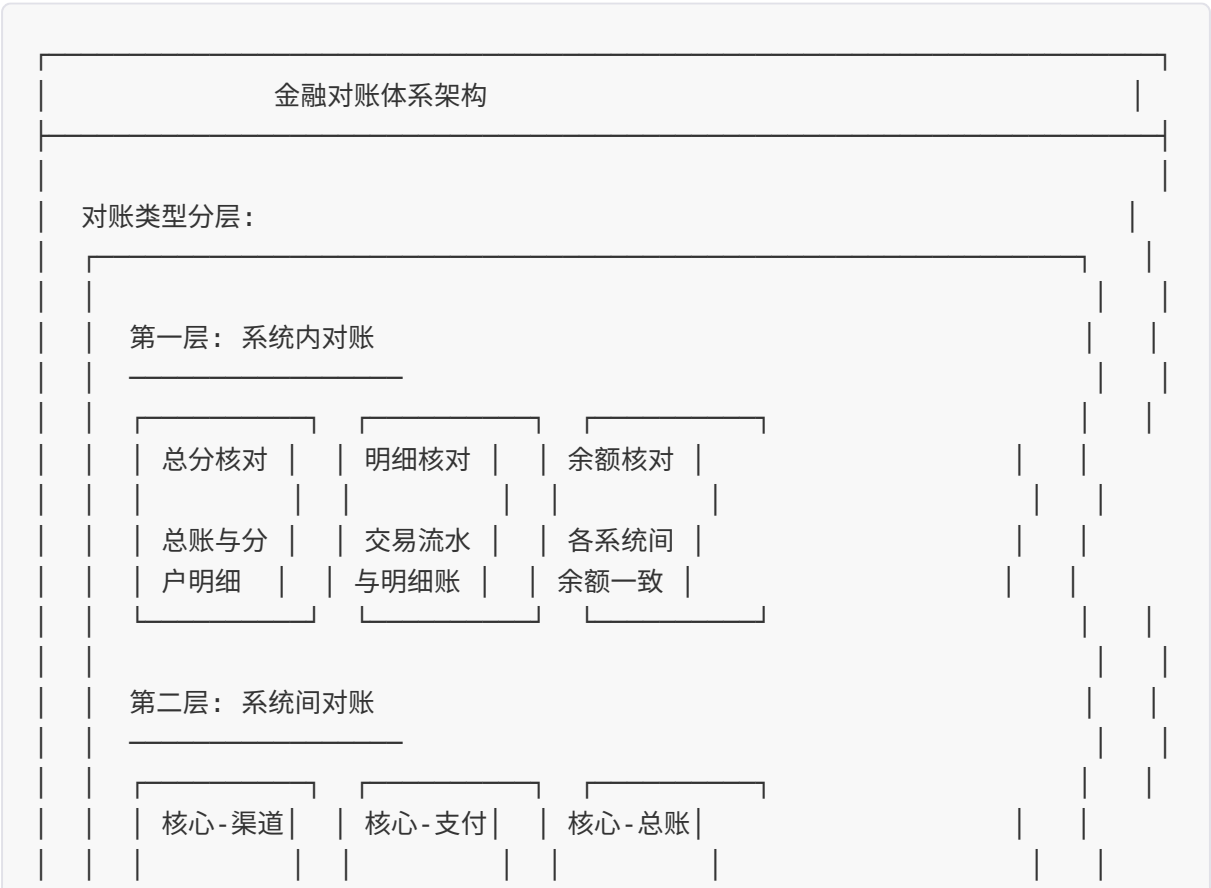 金融对账体系架构
对账类型分层:
第一层: 系统内对账
总分核对 明细核对 余额核对
总账与分 交易流水 各系统间
户明细 与明细账 余额一致
第二层: 系统间对账
核心-渠道 核心-支付 核心-总账